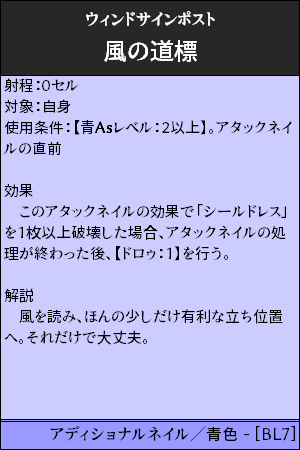 ウィンドサインポスト
風の道標
射程：0セル
対象：自身
使用条件：【青Asレベル：2以上】。アタックネイ
ルの直前
効果
　このアタックネイルの効果で「シールドレス」
を1枚以上破壊した場合、アタックネイルの処
理が終わった後、【ドロゥ：1】を行う。
解説
　風を読み、ほんの少しだけ有利な立ち位置
へ。それだけで大丈夫。
アディショナルネイル／青色 - [BL7]